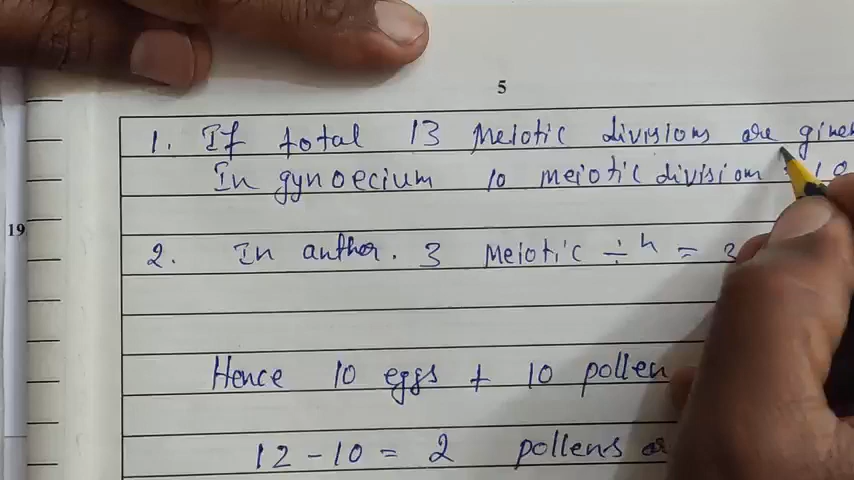 5
1. If total 13 Meiotic divisions are given
In gynoecium 10 meiotic division = 10
19
2. In anther. 3 Meiotic ÷n = 3
Hence 10 eggs + 10 pollen
12 - 10 = 2 pollens